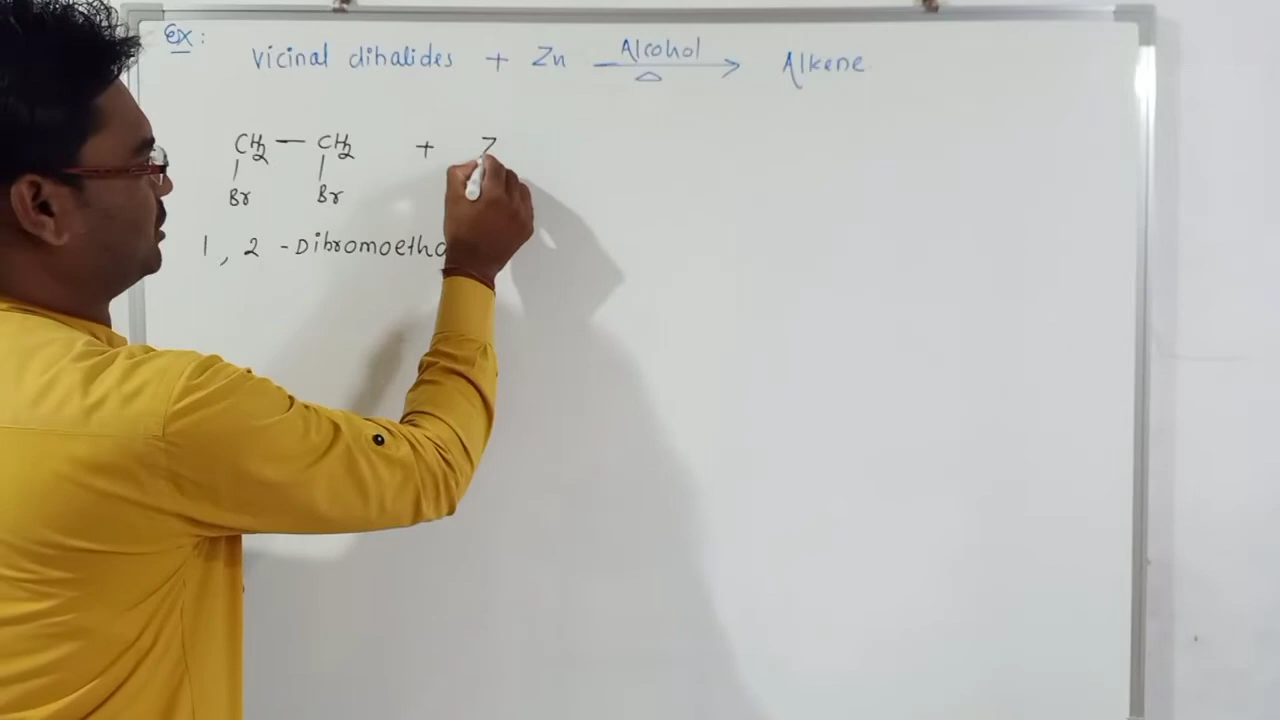 Ex:
Vicinal dihalides + Zn Alcohol → Alkene
△
CH2 — CH2 + Z
| |
Br Br
1, 2 - Dibromoetha